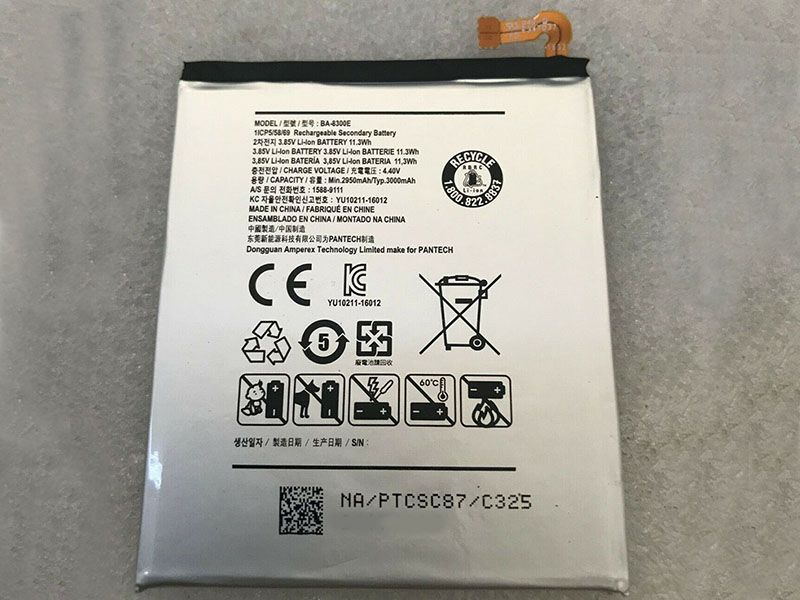 MODEL / 型號 / 型号: BA-8300E
1ICP5/58/69 Rechargeable Secondary Battery
2차전지 3.85V Li-Ion BATTERY 11.3Wh
3.85V Li-Ion BATTERY 3.85V Li-Ion BATTERIE 11.3Wh
3,85V Li-Ion BATERÍA 3,85V Li-Ion BATERIA 11,3Wh
충전전압 / CHARGE VOLTAGE / 充電電壓 : 4.40V
용량 / CAPACITY / 容量 : Min.2950mAh/Typ.3000mAh
A/S 문의 전화번호 : 1588-9111
KC 자율안전확인신고번호 : YU10211-16012
MADE IN CHINA / FABRIQUÉ EN CHINE
ENSAMBLADO EN CHINA / MONTADO NA CHINA
中國製造/中国制造
东莞新能源科技有限公司为PANTECH制造
Dongguan Amperex Technology Limited make for PANTECH
RECYCLE
RBRC
Li-Ion
1.800.822.8837
CE
YU10211-16012
5
廢電池請回收
60°C
생산일자 / 製造日期 / 生产日期 / S/N :
NA/PTCSC87/C325